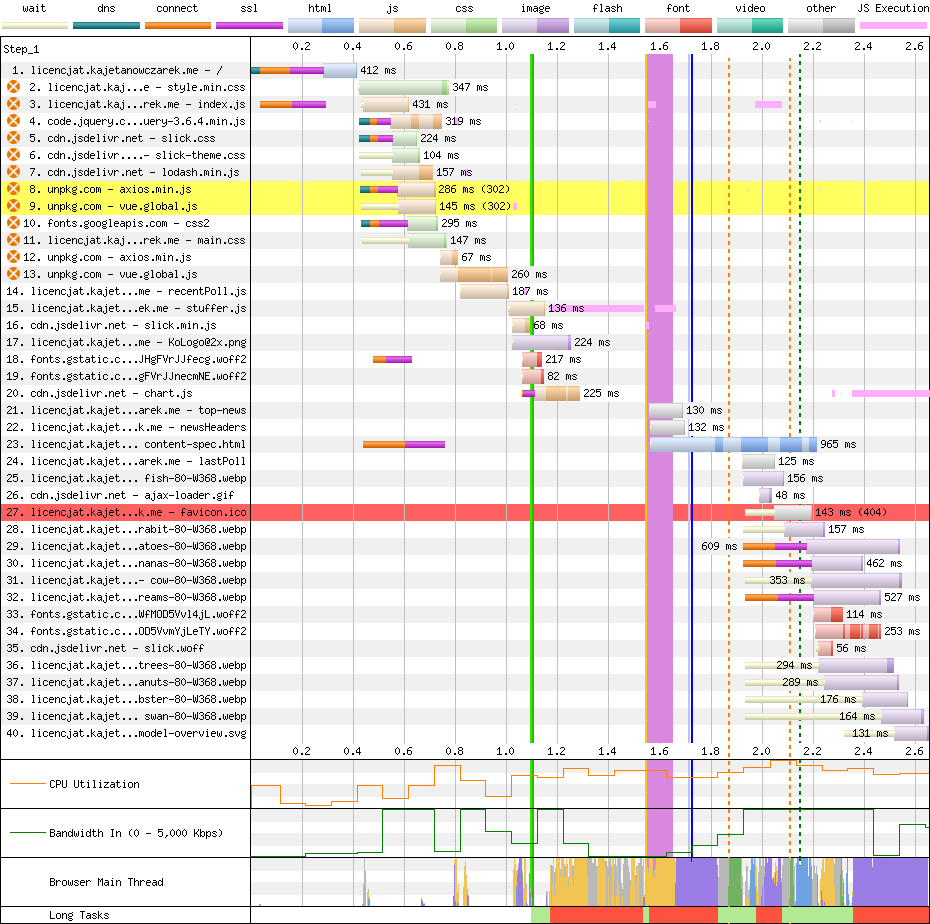 wait dns connect ssl html js css image flash font video other JS Execution
Step_1 0.2 0.4 0.6 0.8 1.0 1.2 1.4 1.6 1.8 2.0 2.2 2.4 2.6
1. licencjat.kajetanowczarek.me - / 412 ms
2. licencjat.kaj...e - style.min.css 347 ms
3. licencjat.kaj...rek.me - index.js 431 ms
4. code.jquery.c...uery-3.6.4.min.js 319 ms
5. cdn.jsdelivr.net - slick.css 224 ms
6. cdn.jsdelivr....- slick-theme.css 104 ms
7. cdn.jsdelivr.net - lodash.min.js 157 ms
8. unpkg.com - axios.min.js 286 ms (302)
9. unpkg.com - vue.global.js 145 ms (302)
10. fonts.googleapis.com - css2 295 ms
11. licencjat.kaj...rek.me - main.css 147 ms
12. unpkg.com - axios.min.js 67 ms
13. unpkg.com - vue.global.js 260 ms
14. licencjat.kajet...me - recentPoll.js 187 ms
15. licencjat.kajet...ek.me - stuffer.js 136 ms
16. cdn.jsdelivr.net - slick.min.js 68 ms
17. licencjat.kajet...me - KoLogo@2x.png 224 ms
18. fonts.gstatic.c...JHgFVrJJfecg.woff2 217 ms
19. fonts.gstatic.c...gFVrJJnecmNE.woff2 82 ms
20. cdn.jsdelivr.net - chart.js 225 ms
21. licencjat.kajet...arek.me - top-news 130 ms
22. licencjat.kajet...k.me - newsHeaders 132 ms
23. licencjat.kajet... content-spec.html 965 ms
24. licencjat.kajet...arek.me - lastPoll 125 ms
25. licencjat.kajet... fish-80-W368.webp 156 ms
26. cdn.jsdelivr.net - ajax-loader.gif 48 ms
27. licencjat.kajet...k.me - favicon.ico 143 ms (404)
28. licencjat.kajet...rabit-80-W368.webp 157 ms
29. licencjat.kajet...atoes-80-W368.webp 609 ms
30. licencjat.kajet...nanas-80-W368.webp 462 ms
31. licencjat.kajet...- cow-80-W368.webp 353 ms
32. licencjat.kajet...reams-80-W368.webp 527 ms
33. fonts.gstatic.c...WfMOD5Vvl4jL.woff2 114 ms
34. fonts.gstatic.c...OD5VvmYjLeTY.woff2 253 ms
35. cdn.jsdelivr.net - slick.woff 56 ms
36. licencjat.kajet...trees-80-W368.webp 294 ms
37. licencjat.kajet...anuts-80-W368.webp 289 ms
38. licencjat.kajet...bster-80-W368.webp 176 ms
39. licencjat.kajet... swan-80-W368.webp 164 ms
40. licencjat.kajet...model-overview.svg 131 ms
0.2 0.4 0.6 0.8 1.0 1.2 1.4 1.6 1.8 2.0 2.2 2.4 2.6
CPU Utilization
Bandwidth In (0 - 5,000 Kbps)
Browser Main Thread
Long Tasks